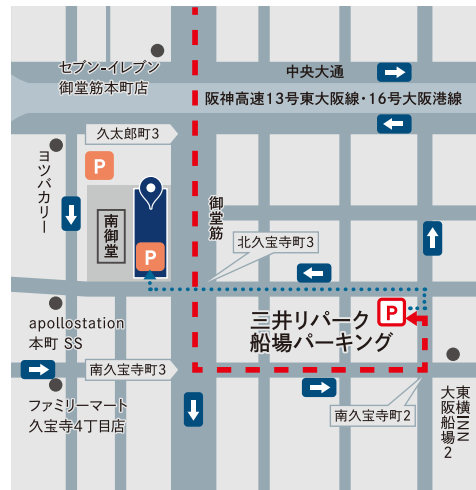 セブン-イレブン
御堂筋本町店
中央大通
阪神高速13号東大阪線・16号大阪港線
久太郎町3
ヨツバカリー
P
南御堂
P
御堂筋
北久宝寺町3
三井リパーク
船場パーキング
P
apollostation
本町 SS
南久宝寺町3
ファミリーマート
久宝寺4丁目店
南久宝寺町2
東横INN
大阪船場2